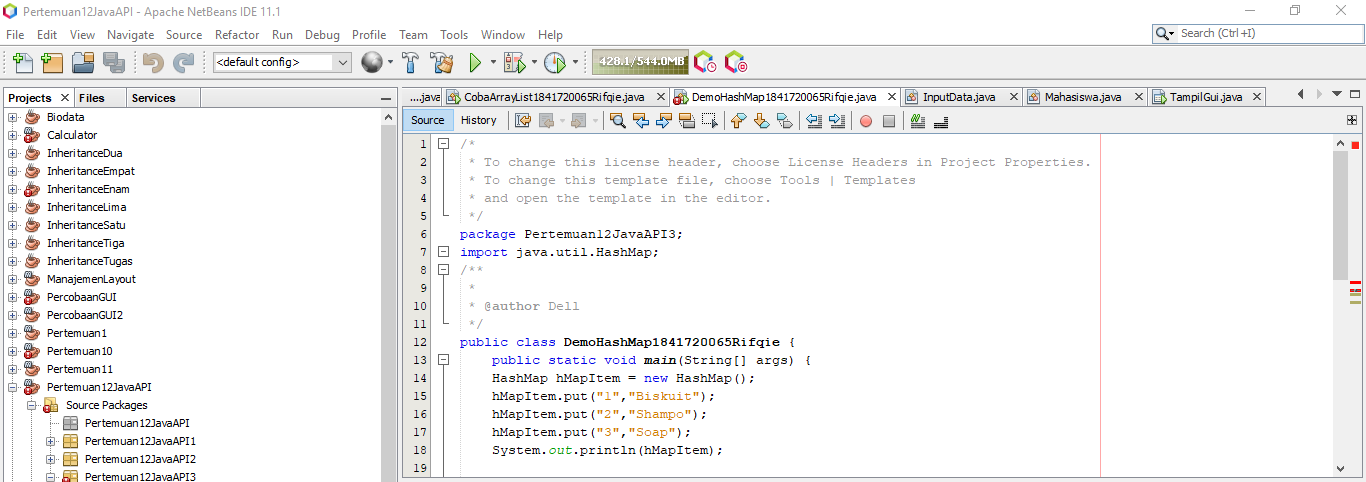 Pertemuan12JavaAPI - Apache NetBeans IDE 11.1
File Edit View Navigate Source Refactor Run Debug Profile Team Tools Window Help
Search (Ctrl+I)
<default config>
428.1/544.0MB
Projects Files Services
....java CobaArrayList1841720065Rifqie.java DemoHashMap1841720065Rifqie.java InputData.java Mahasiswa.java TampilGui.java
Source History
Biodata
Calculator
InheritanceDua
InheritanceEmpat
InheritanceEnam
InheritanceLima
InheritanceSatu
InheritanceTiga
InheritanceTugas
ManajemenLayout
PercobaanGUI
PercobaanGUI2
Pertemuan1
Pertemuan10
Pertemuan11
Pertemuan12JavaAPI
Source Packages
Pertemuan12JavaAPI
Pertemuan12JavaAPI1
Pertemuan12JavaAPI2
Pertemuan12JavaAPI3
1 /*
2 * To change this license header, choose License Headers in Project Properties.
3 * To change this template file, choose Tools | Templates
4 * and open the template in the editor.
5 */
6 package Pertemuan12JavaAPI3;
7 import java.util.HashMap;
8 /**
9 *
10 * @author Dell
11 */
12 public class DemoHashMap1841720065Rifqie {
13 public static void main(String[] args) {
14 HashMap hMapItem = new HashMap();
15 hMapItem.put("1","Biskuit");
16 hMapItem.put("2","Shampo");
17 hMapItem.put("3","Soap");
18 System.out.println(hMapItem);
19